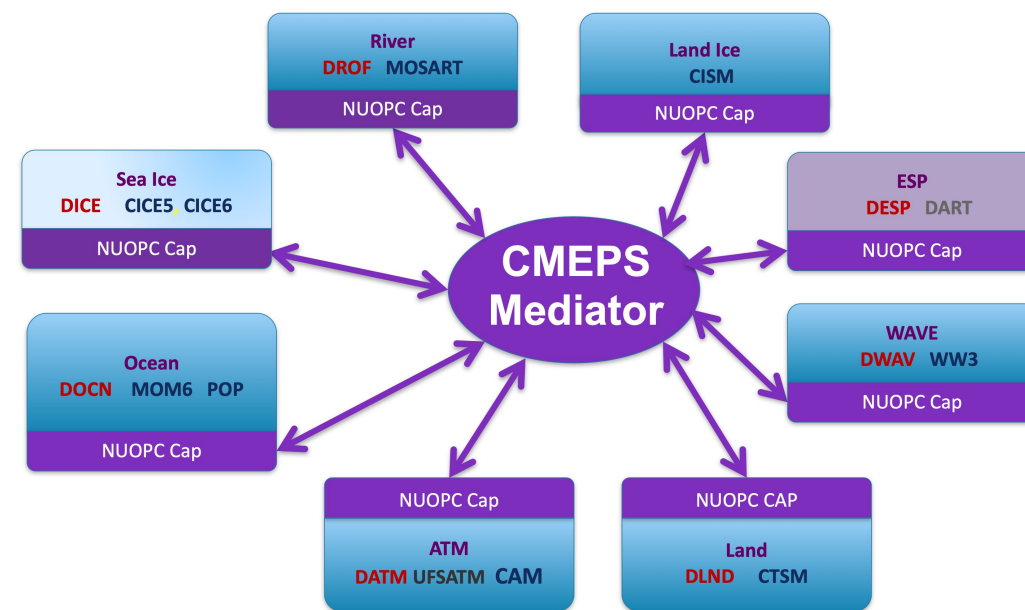 River
DROF MOSART
NUOPC Cap
Land Ice
CISM
NUOPC Cap
Sea Ice
DICE CICE5, CICE6
NUOPC Cap
ESP
DESP DART
NUOPC Cap
CMEPS
Mediator
Ocean
DOCN MOM6 POP
NUOPC Cap
WAVE
DWAV WW3
NUOPC Cap
NUOPC Cap
ATM
DATM UFSATM CAM
NUOPC CAP
Land
DLND CTSM